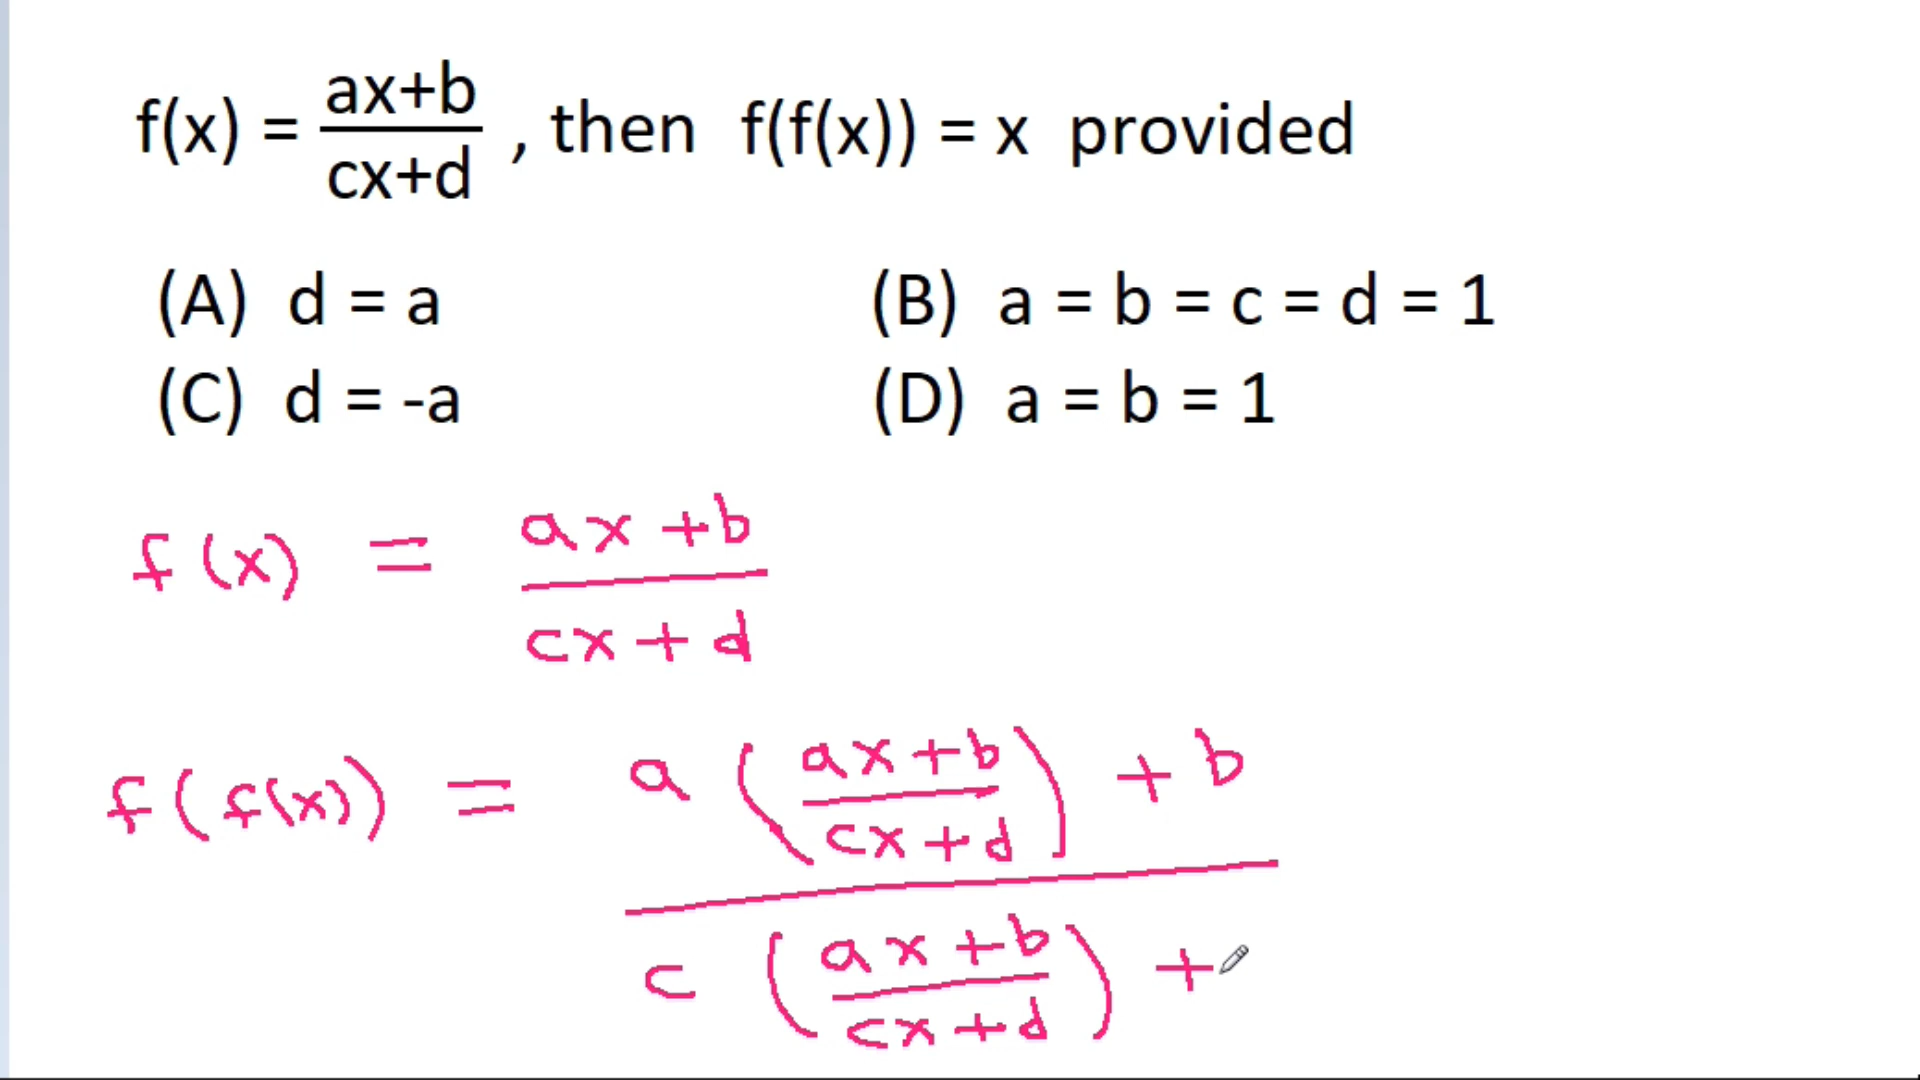 f(x) = ax+b / cx+d , then f(f(x)) = x provided
(A) d = a (B) a = b = c = d = 1
(C) d = -a (D) a = b = 1
f(x) = ax+b / cx+d
f(f(x)) = a(ax+b / cx+d) + b / c(ax+b / cx+d) +